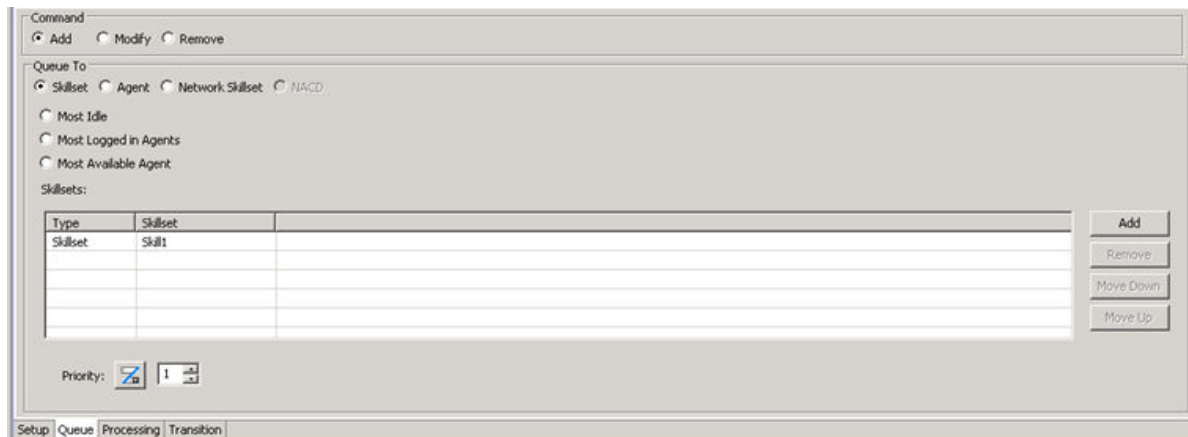 Command
Add Modify Remove
Queue To
Skillset Agent Network Skillset NACD
Most Idle
Most Logged in Agents
Most Available Agent
Skillsets:
Type Skillset
Skillset Skill1
Add
Remove
Move Down
Move Up
Priority: 1
Setup Queue Processing Transition